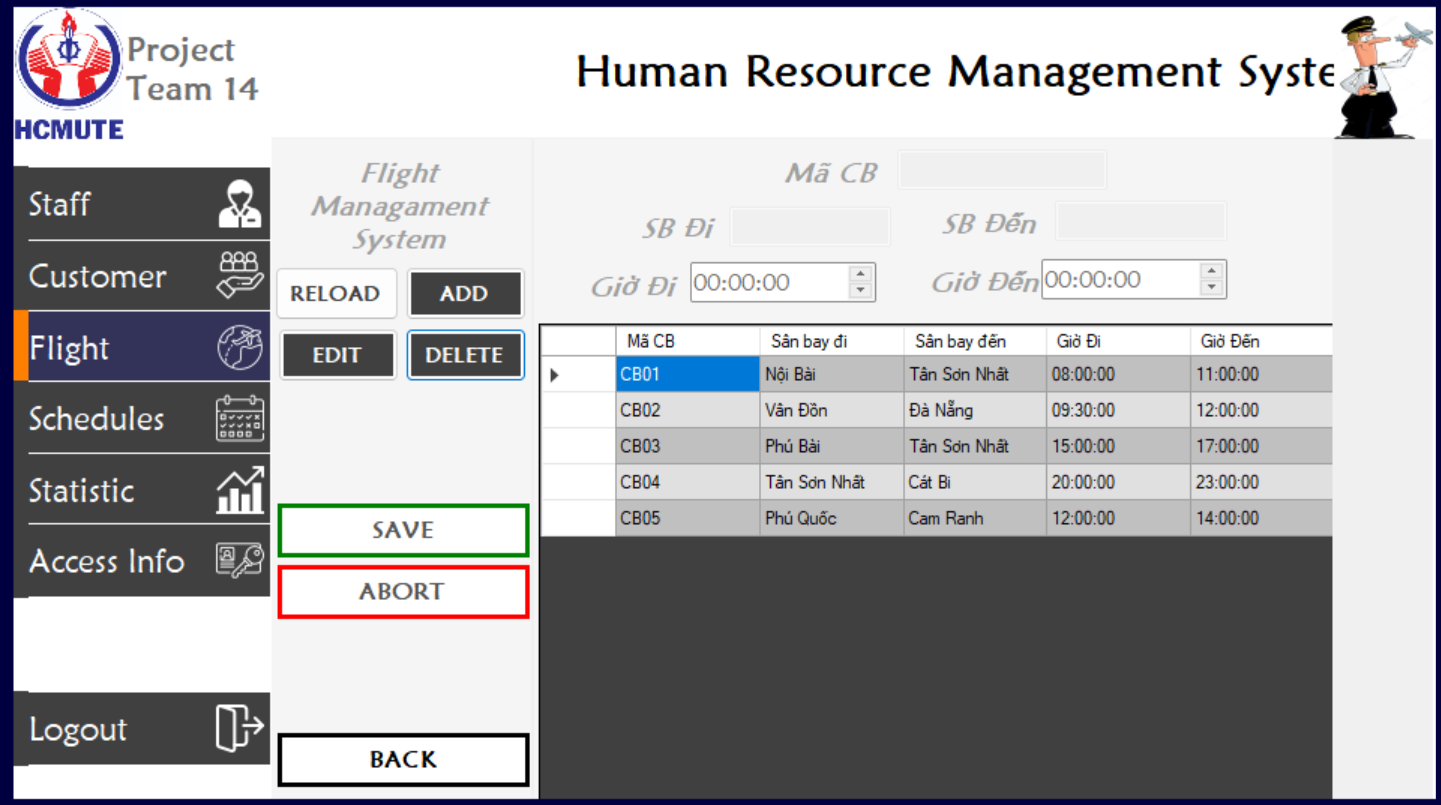 Project
Team 14
HCMUTE
Human Resource Management Syste
Staff
Customer
Flight
Schedules
Statistic
Access Info
Logout
Flight
Managament
System
RELOAD
ADD
EDIT
DELETE
SAVE
ABORT
BACK
Mã CB
SB Đi
SB Đến
Giờ Đi 00:00:00
Giờ Đến 00:00:00
Mã CB Sân bay đi Sân bay đến Giờ Đi Giờ Đến
CB01 Nội Bài Tân Sơn Nhất 08:00:00 11:00:00
CB02 Vân Đồn Đà Nẵng 09:30:00 12:00:00
CB03 Phú Bài Tân Sơn Nhất 15:00:00 17:00:00
CB04 Tân Sơn Nhất Cát Bi 20:00:00 23:00:00
CB05 Phú Quốc Cam Ranh 12:00:00 14:00:00